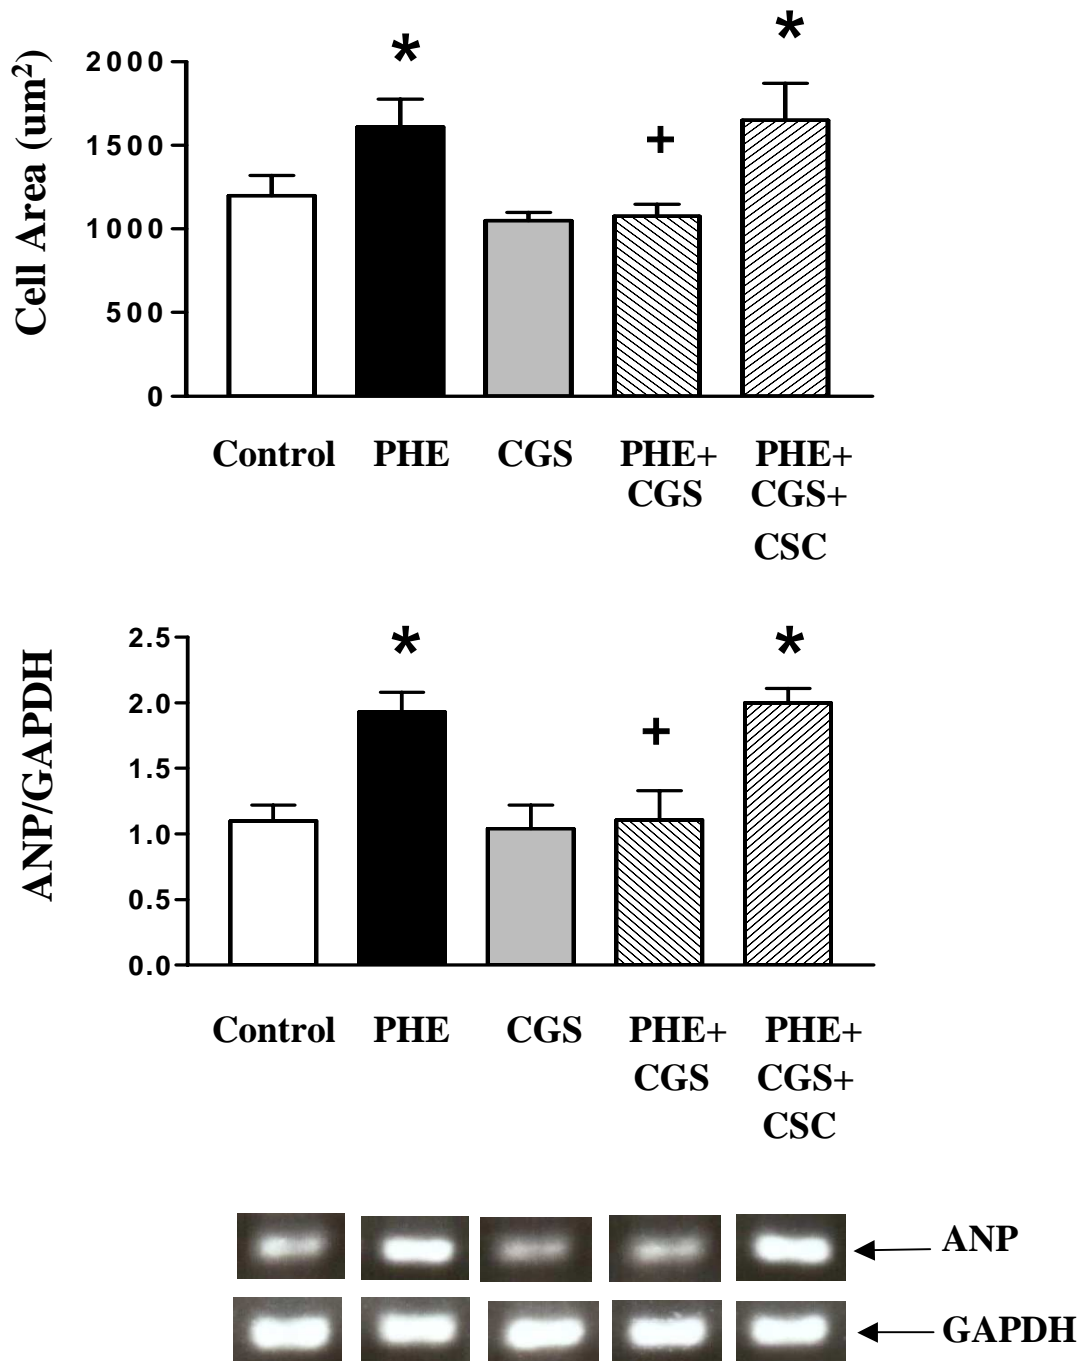 Cell Area (um²)
2000
1500
1000
500
0
*
*
+
Control PHE CGS PHE+ PHE+
CGS CGS+
CSC
ANP/GAPDH
2.5
2.0
1.5
1.0
0.5
0.0
*
*
+
Control PHE CGS PHE+ PHE+
CGS CGS+
CSC
ANP
GAPDH